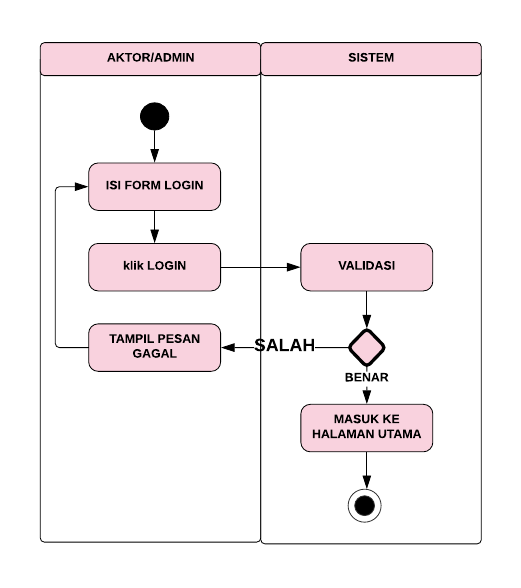 AKTOR/ADMIN
SISTEM
ISI FORM LOGIN
klik LOGIN
VALIDASI
TAMPIL PESAN
GAGAL
SALAH
BENAR
MASUK KE
HALAMAN UTAMA